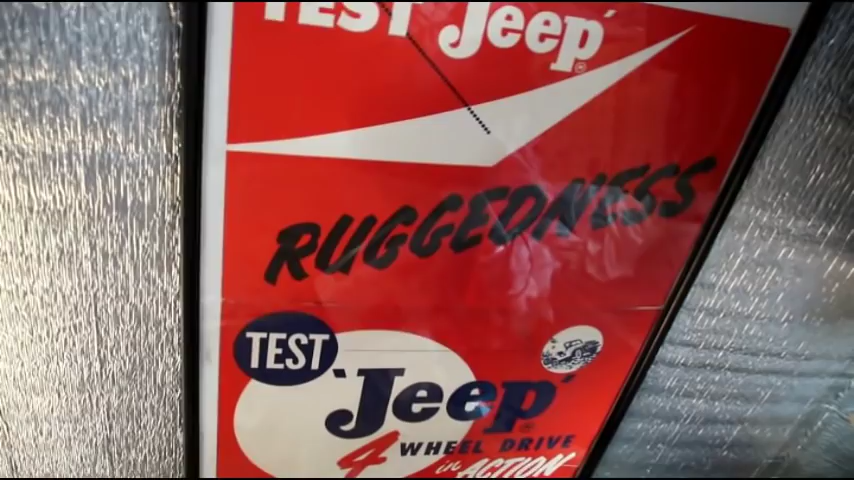 TEST 'Jeep'
RUGGEDNESS
TEST
'Jeep'
4 WHEEL DRIVE
in ACTION